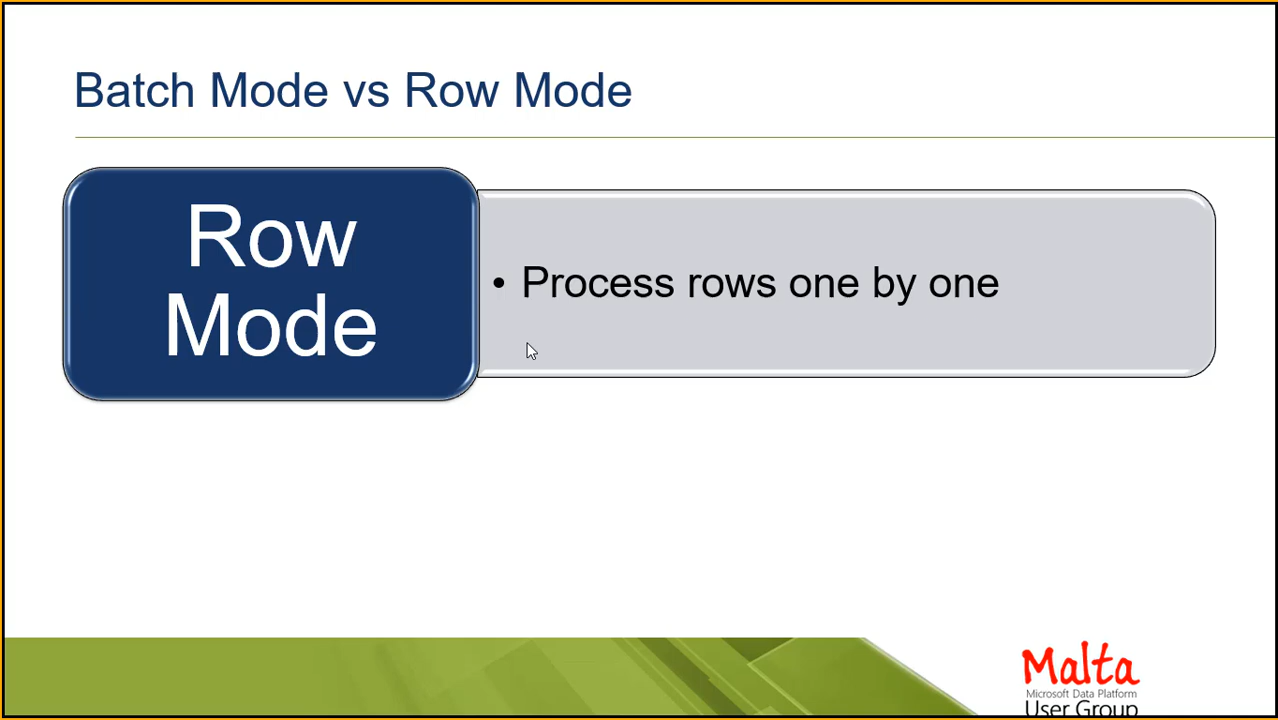 Batch Mode vs Row Mode
Row
Mode
• Process rows one by one
Malta
Microsoft Data Platform
User Group